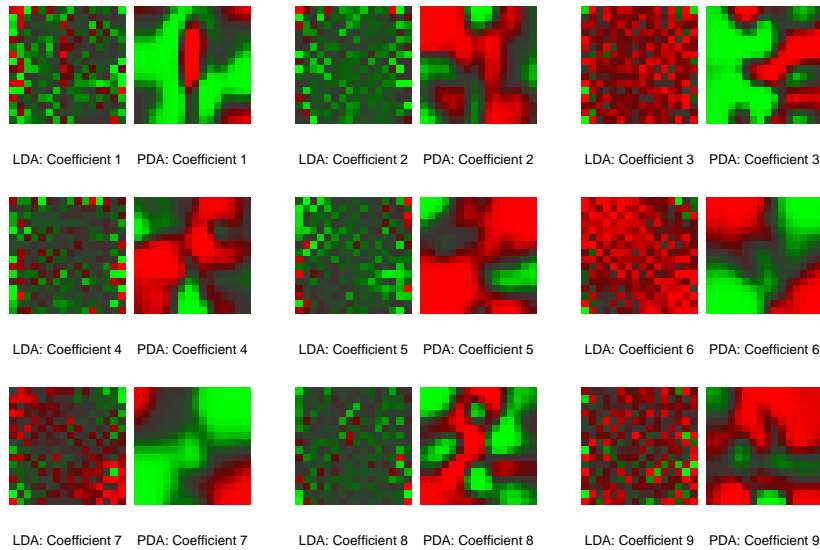 LDA: Coefficient 1 PDA: Coefficient 1 LDA: Coefficient 2 PDA: Coefficient 2 LDA: Coefficient 3 PDA: Coefficient 3
LDA: Coefficient 4 PDA: Coefficient 4 LDA: Coefficient 5 PDA: Coefficient 5 LDA: Coefficient 6 PDA: Coefficient 6
LDA: Coefficient 7 PDA: Coefficient 7 LDA: Coefficient 8 PDA: Coefficient 8 LDA: Coefficient 9 PDA: Coefficient 9